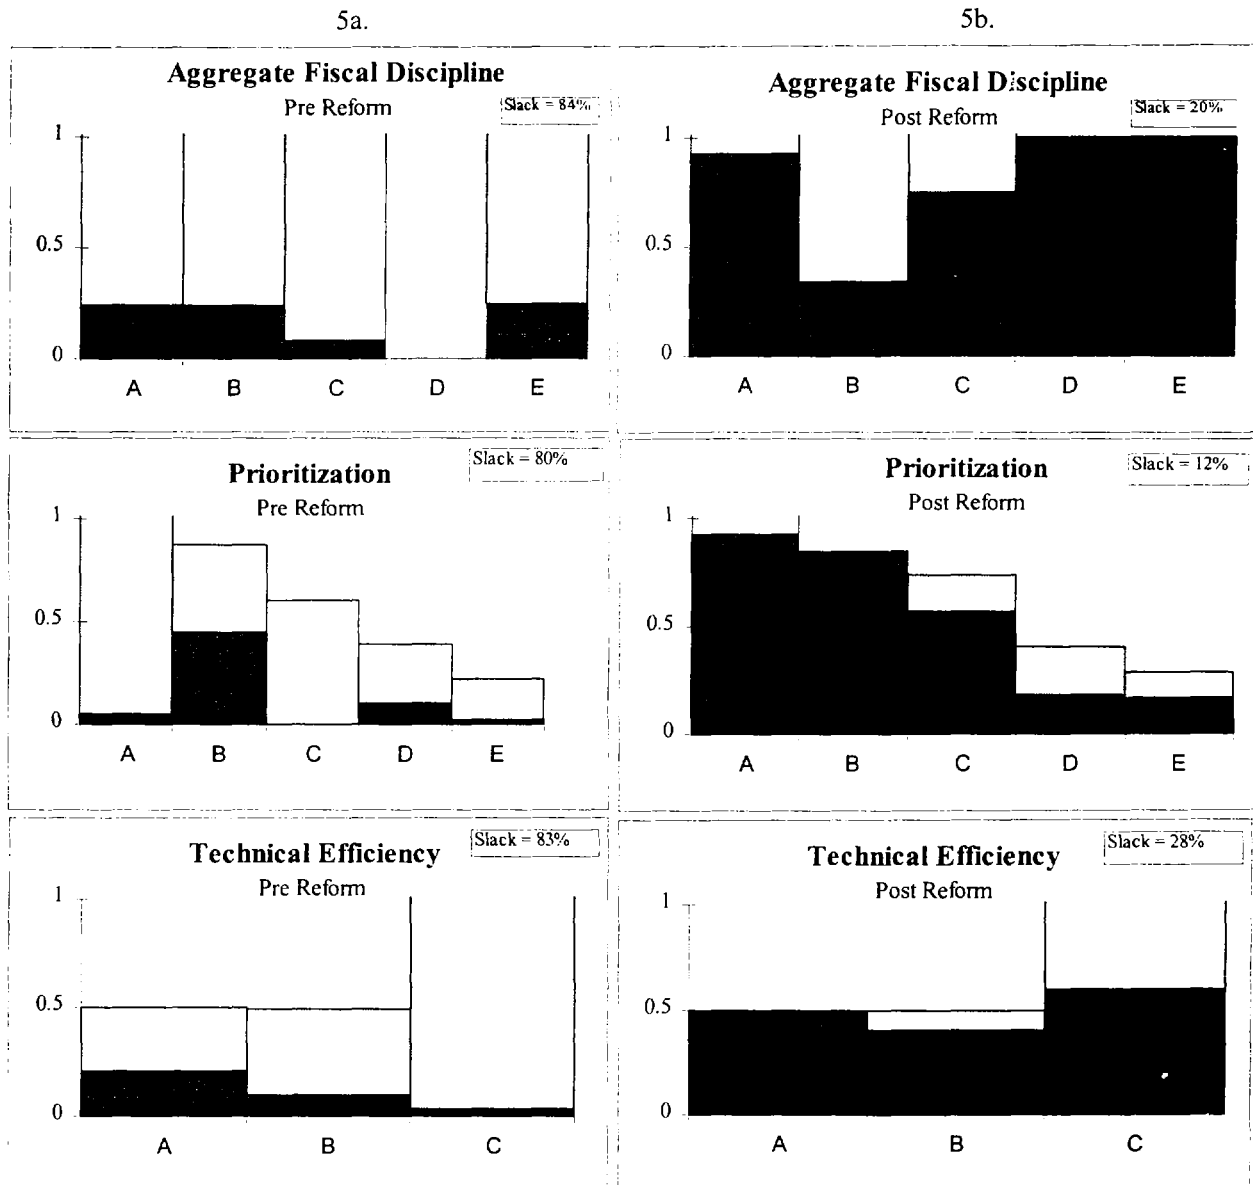 5a.
5b.
Aggregate Fiscal Discipline
Pre Reform
Slack = 84%
1
0.5
0
A B C D E
Aggregate Fiscal Discipline
Post Reform
Slack = 20%
1
0.5
0
A B C D E
Prioritization
Pre Reform
Slack = 80%
1
0.5
0
A B C D E
Prioritization
Post Reform
Slack = 12%
1
0.5
0
A B C D E
Technical Efficiency
Pre Reform
Slack = 83%
1
0.5
0
A B C
Technical Efficiency
Post Reform
Slack = 28%
1
0.5
0
A B C